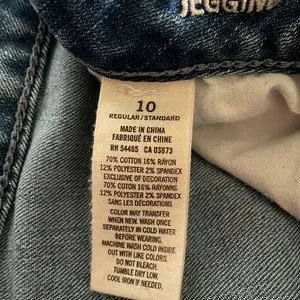 JEGGING
10
REGULAR/STANDARD
MADE IN CHINA
FABRIQUÉ EN CHINE
RN 54485 CA 03873
70% COTTON 16% RAYON
12% POLYESTER 2% SPANDEX
EXCLUSIVE OF DECORATION
70% COTON 16% RAYONNE
12% POLYESTER 2% SPANDEX
SANS LES DÉCORATIONS
COLOR MAY TRANSFER
WHEN NEW. WASH ONCE
SEPARATELY IN COLD WATER
BEFORE WEARING.
MACHINE WASH COLD INSIDE
OUT WITH LIKE COLORS.
DO NOT BLEACH.
TUMBLE DRY LOW.
COOL IRON IF NEEDED.